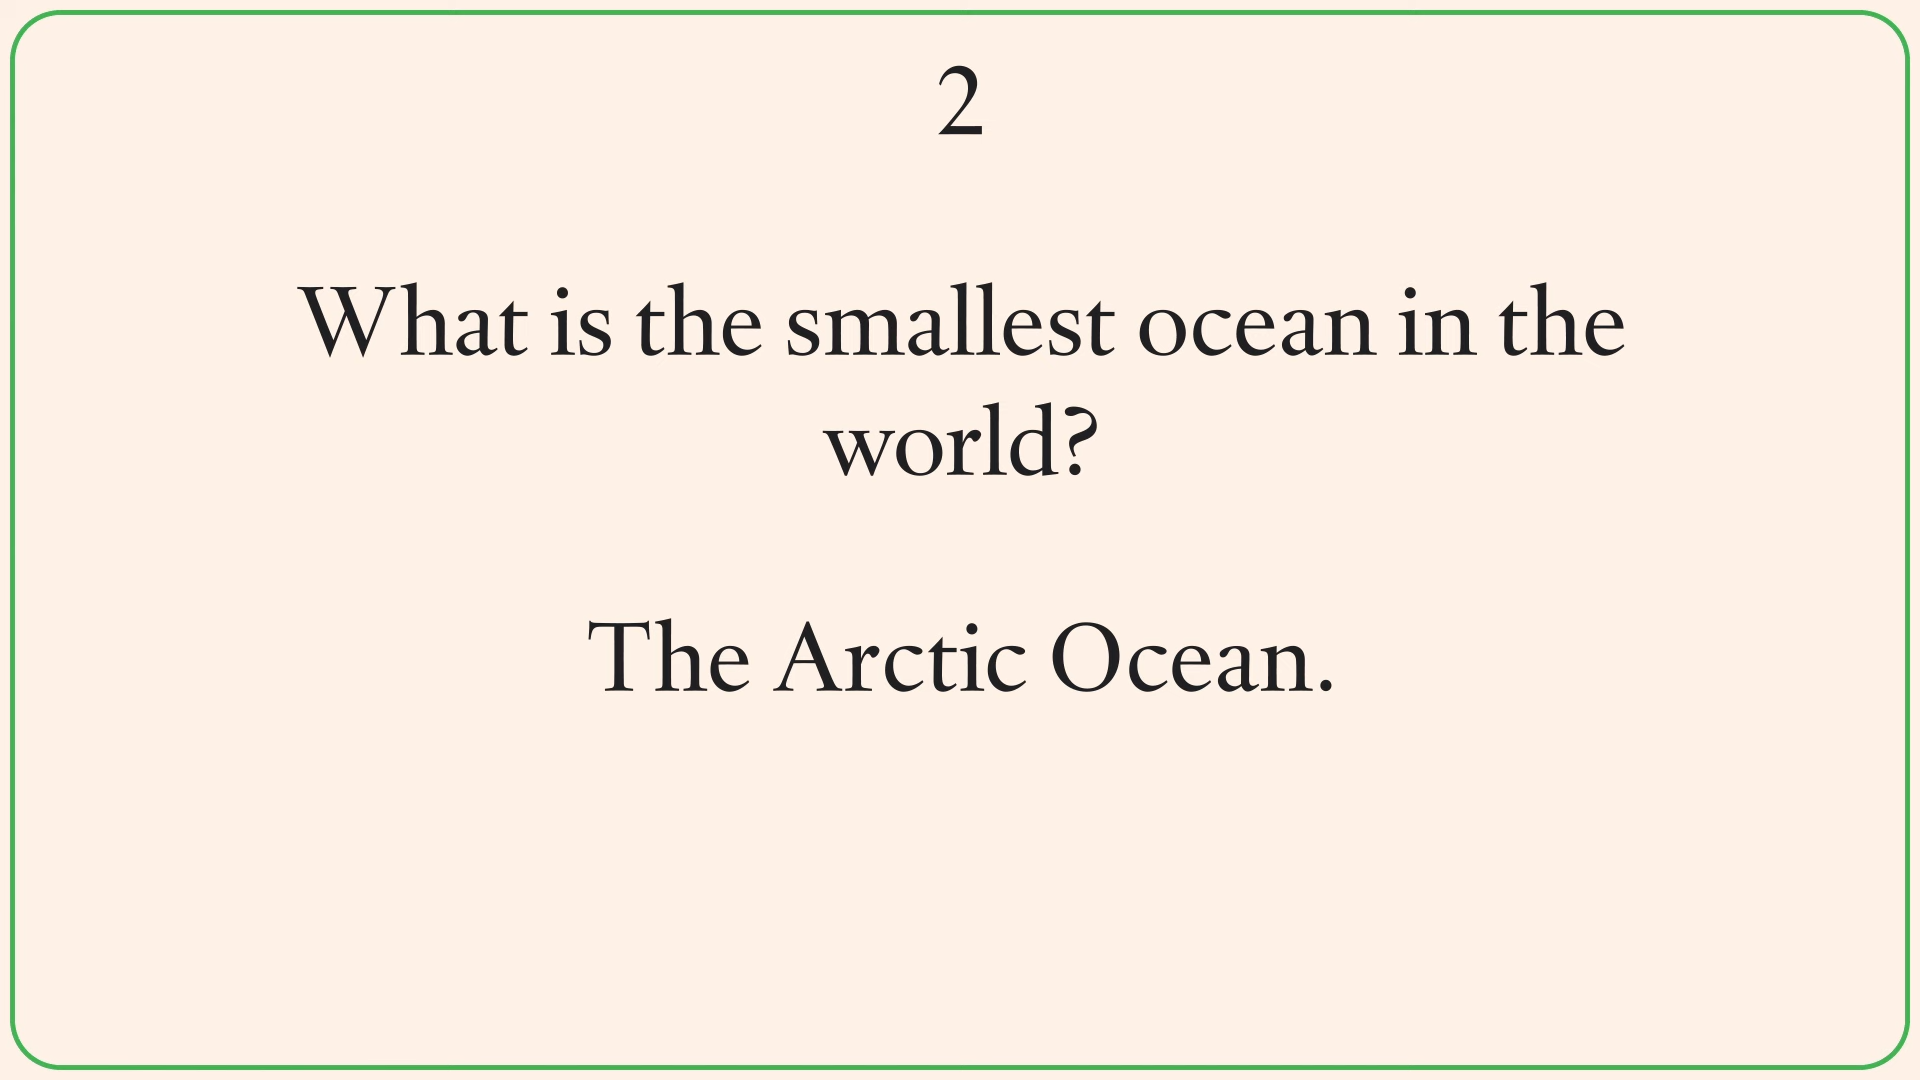 2
What is the smallest ocean in the
world?
The Arctic Ocean.